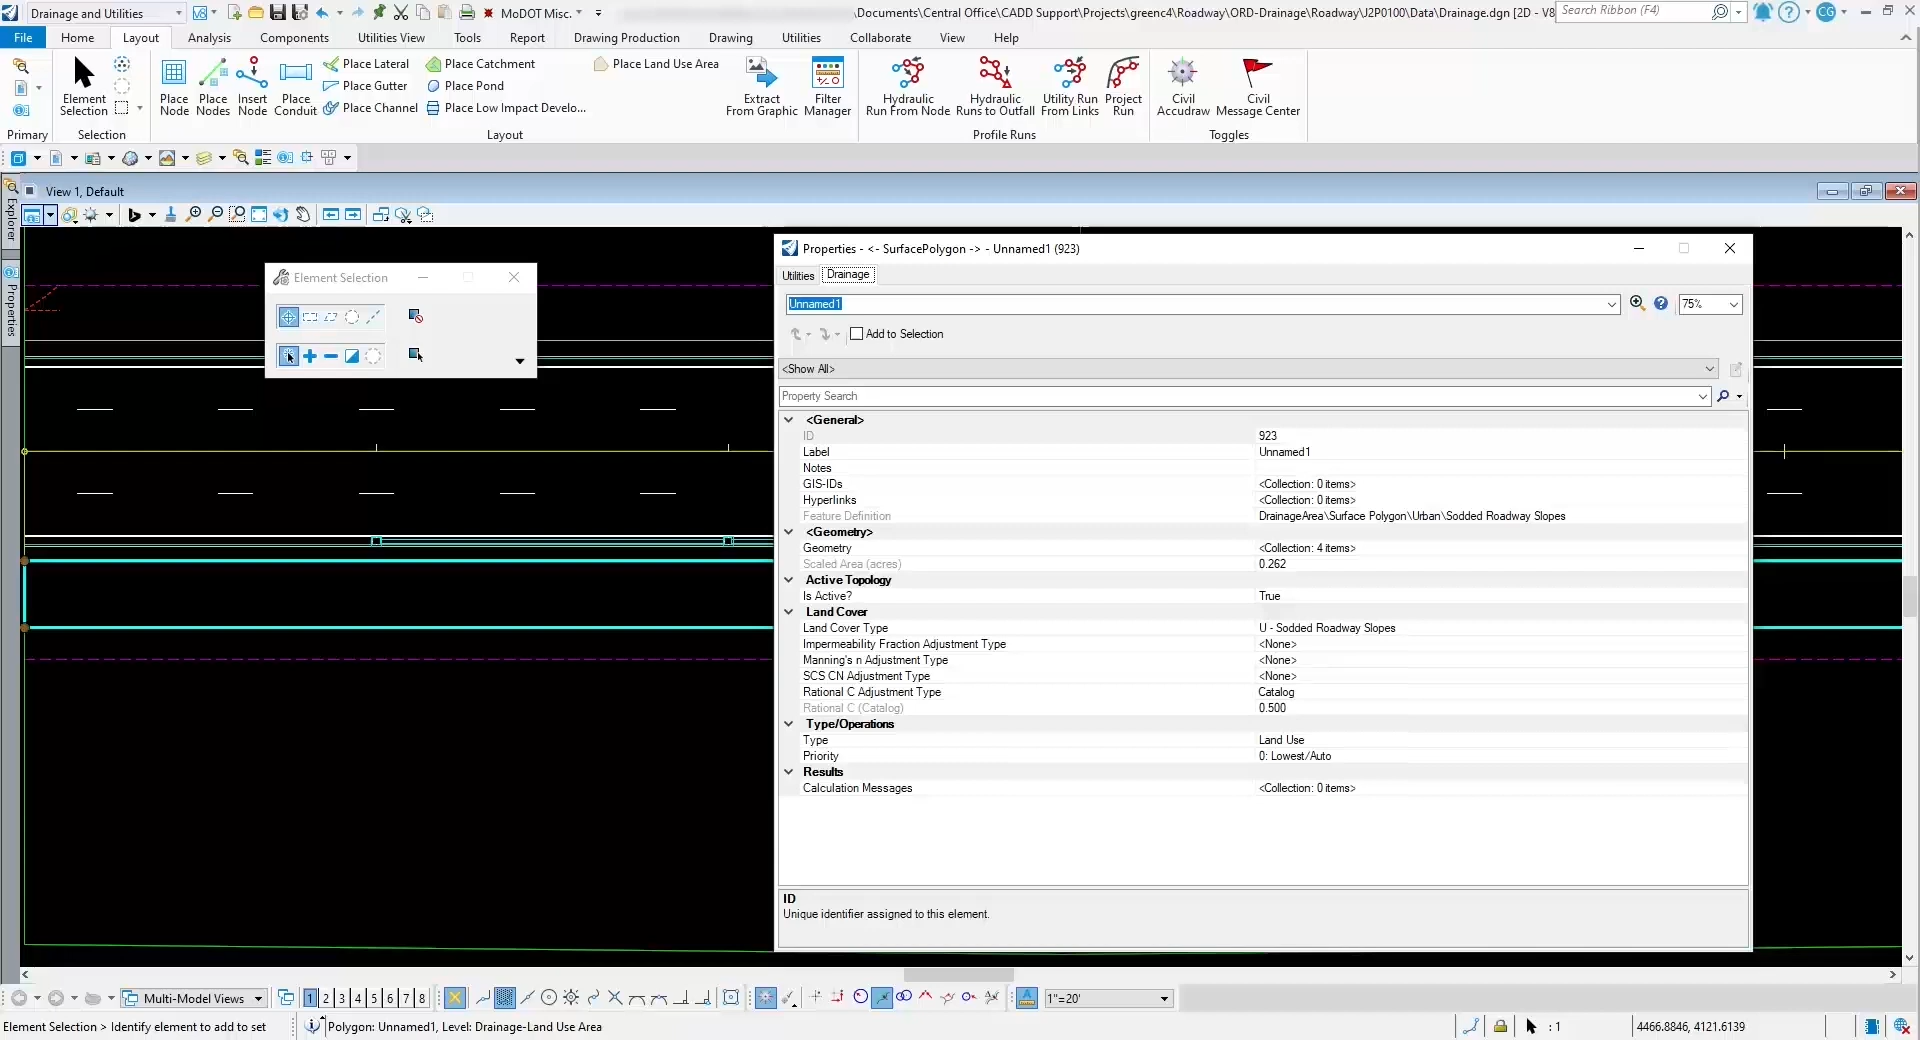 Drainage and Utilities
MoDOT Misc.
\Documents\Central Office\CADD Support\Projects\greenc4\Roadway\ORD-Drainage\Roadway\J2P0100\Data\Drainage.dgn [2D - V8
Search Ribbon (F4)
CG
File Home Layout Analysis Components Utilities View Tools Report Drawing Production Drawing Utilities Collaborate View Help
Element Selection
Place Node
Place Nodes
Insert Node
Place Conduit
Place Lateral
Place Gutter
Place Channel
Place Catchment
Place Pond
Place Low Impact Develo...
Place Land Use Area
Extract From Graphic
Filter Manager
Hydraulic Run From Node
Hydraulic Runs to Outfall
Utility Run From Links
Project Run
Civil Accudraw
Civil Message Center
Primary Selection Layout Profile Runs Toggles
View 1, Default
Explorer
Properties
Element Selection
Properties - <- SurfacePolygon -> - Unnamed1 (923)
Utilities Drainage
Unnamed1
75%
Add to Selection
<Show All>
Property Search
<General>
ID 923
Label Unnamed1
Notes
GIS-IDs <Collection: 0 items>
Hyperlinks <Collection: 0 items>
Feature Definition DrainageArea\Surface Polygon\Urban\Sodded Roadway Slopes
<Geometry>
Geometry <Collection: 4 items>
Scaled Area (acres) 0.262
Active Topology
Is Active? True
Land Cover
Land Cover Type U - Sodded Roadway Slopes
Impermeability Fraction Adjustment Type <None>
Manning's n Adjustment Type <None>
SCS CN Adjustment Type <None>
Rational C Adjustment Type Catalog
Rational C (Catalog) 0.500
Type/Operations
Type Land Use
Priority 0: Lowest/Auto
Results
Calculation Messages <Collection: 0 items>
ID
Unique identifier assigned to this element.
Multi-Model Views 1 2 3 4 5 6 7 8
1"=20'
Element Selection > Identify element to add to set
Polygon: Unnamed1, Level: Drainage-Land Use Area
: 1
4466.8846, 4121.6139